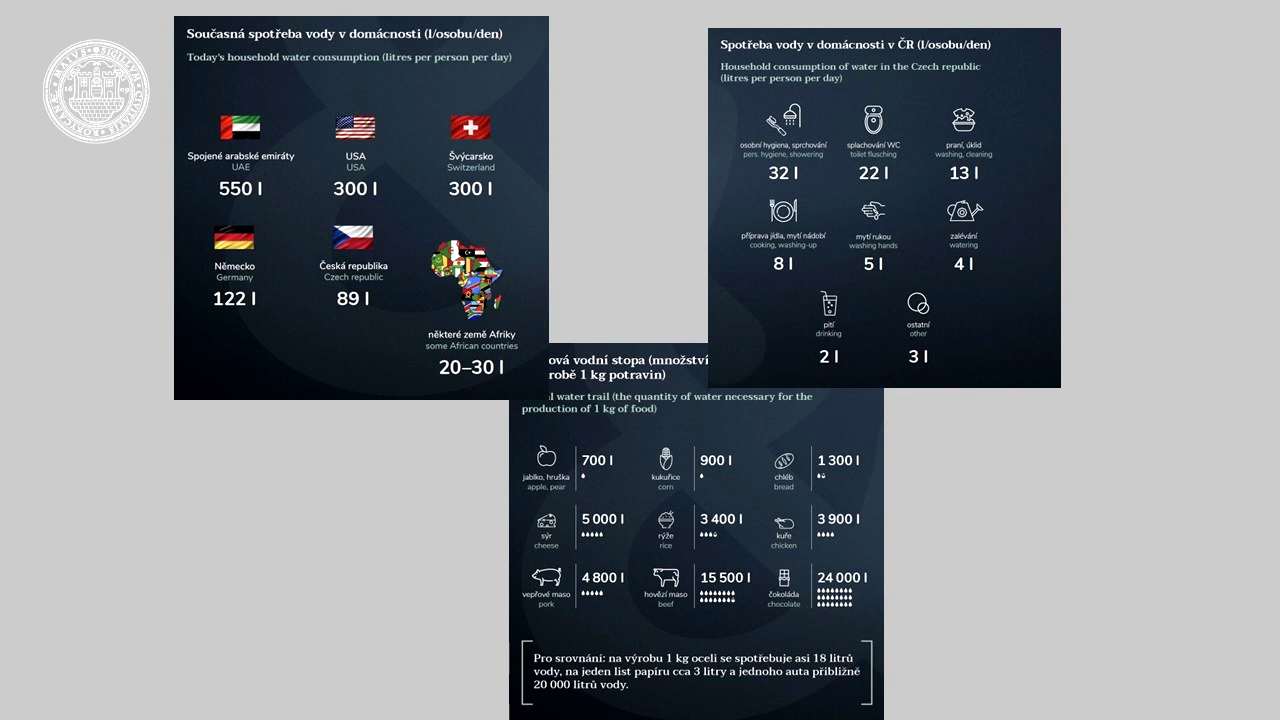 Současná spotřeba vody v domácnosti (l/osobu/den)
Today's household water consumption (litres per person per day)
Spojené arabské emiráty
UAE
550 l
USA
USA
300 l
Švýcarsko
Switzerland
300 l
Německo
Germany
122 l
Česká republika
Czech republic
89 l
některé země Afriky
some African countries
20–30 l
Spotřeba vody v domácnosti v ČR (l/osobu/den)
Household consumption of water in the Czech republic
(litres per person per day)
osobní hygiena, sprchování
pers. hygiene, showering
32 l
splachování WC
toilet flusching
22 l
praní, úklid
washing, cleaning
13 l
příprava jídla, mytí nádobí
cooking, washing-up
8 l
mytí rukou
washing hands
5 l
zalévání
watering
4 l
pití
drinking
2 l
ostatní
other
3 l
vodní stopa (množství
1 kg potravin)
water trail (the quantity of water necessary for the
production of 1 kg of food)
jablko, hruška
apple, pear
700 l
kukuřice
corn
900 l
chléb
bread
1 300 l
sýr
cheese
5 000 l
rýže
rice
3 400 l
kuře
chicken
3 900 l
vepřové maso
pork
4 800 l
hovězí maso
beef
15 500 l
čokoláda
chocolate
24 000 l
Pro srovnání: na výrobu 1 kg oceli se spotřebuje asi 18 litrů
vody, na jeden list papíru cca 3 litry a jednoho auta přibližně
20 000 litrů vody.